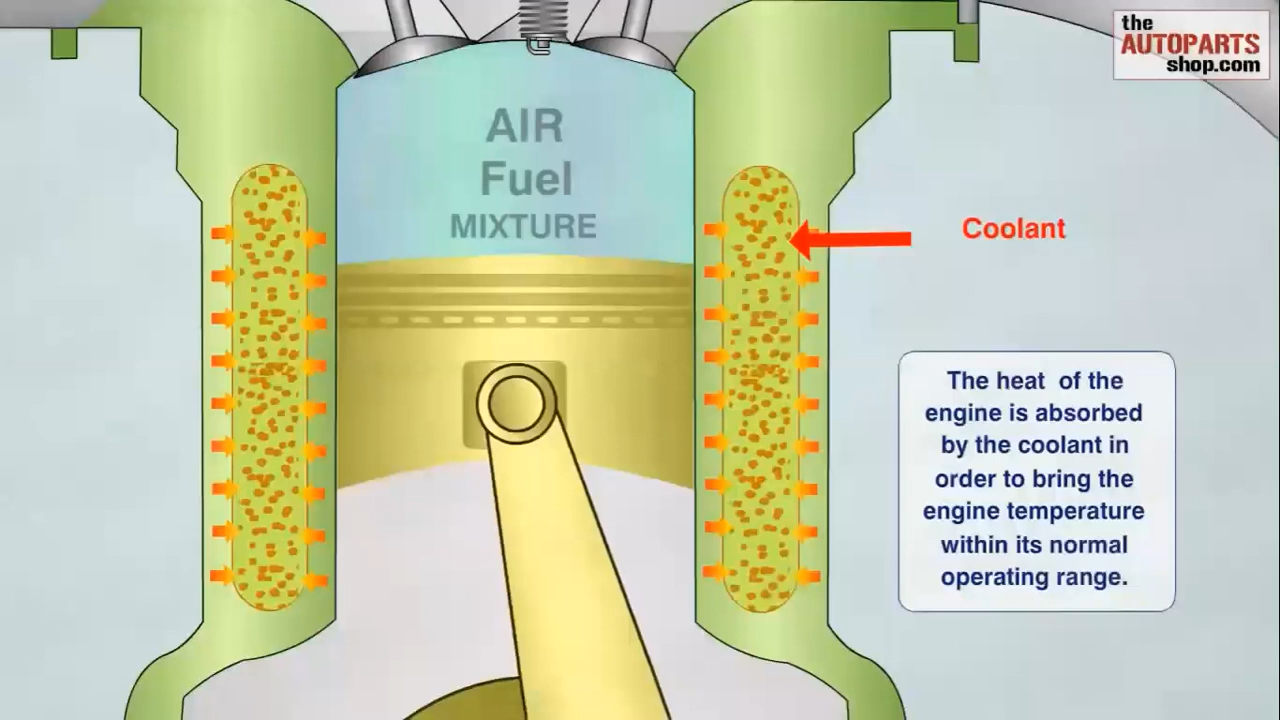 the
AUTOPARTS
shop.com
AIR
Fuel
MIXTURE
Coolant
The heat of the
engine is absorbed
by the coolant in
order to bring the
engine temperature
within its normal
operating range.